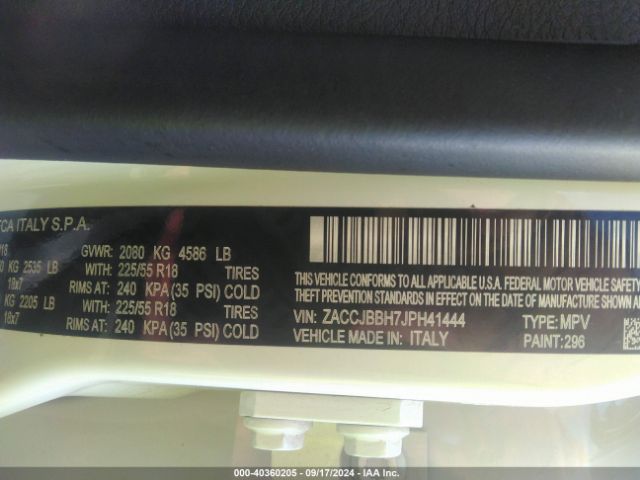 FCA ITALY S.P.A.
GVWR: 2080 KG 4586 LB
KG 2535 LB WITH: 225/55 R18 TIRES
18x7 RIMS AT: 240 KPA (35 PSI) COLD
KG 2205 LB WITH: 225/55 R18 TIRES
18x7 RIMS AT: 240 KPA (35 PSI) COLD
THIS VEHICLE CONFORMS TO ALL APPLICABLE U.S.A. FEDERAL MOTOR VEHICLE SAFETY
THEFT PREVENTION STANDARDS IN EFFECT ON THE DATE OF MANUFACTURE
VIN: ZACCJBBH7JPH41444 TYPE: MPV
VEHICLE MADE IN: ITALY PAINT: 296
000-40360205 - 09/17/2024 - IAA Inc.